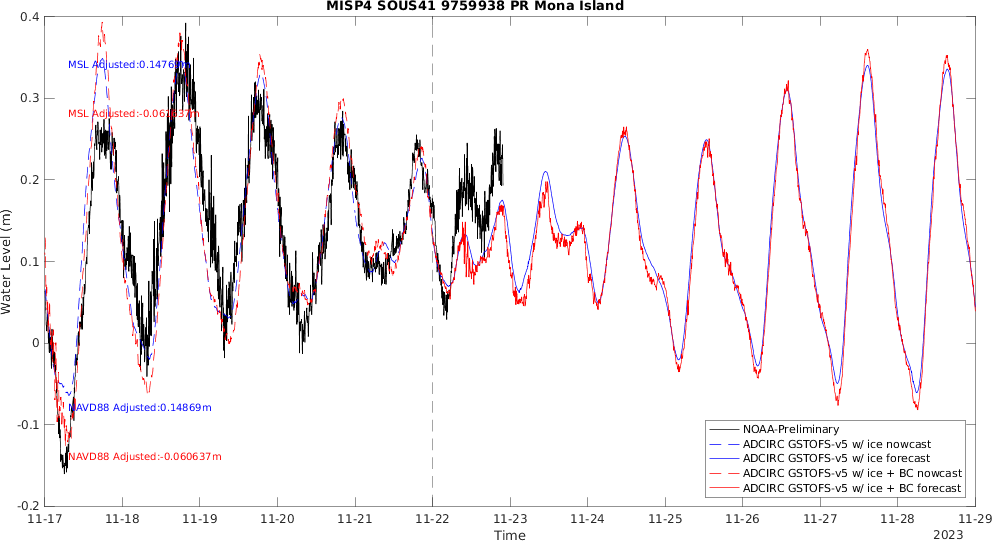 MISP4 SOUS41 9759938 PR Mona Island
Water Level (m)
0.4
0.3
0.2
0.1
0
-0.1
-0.2
MSL Adjusted:0.1476
MSL Adjusted:-0.06
NAVD88 Adjusted:0.14869m
NAVD88 Adjusted:-0.060637m
NOAA-Preliminary
ADCIRC GSTOFS-v5 w/ ice nowcast
ADCIRC GSTOFS-v5 w/ ice forecast
ADCIRC GSTOFS-v5 w/ ice + BC nowcast
ADCIRC GSTOFS-v5 w/ ice + BC forecast
11-17 11-18 11-19 11-20 11-21 11-22 11-23 11-24 11-25 11-26 11-27 11-28 11-29
Time
2023